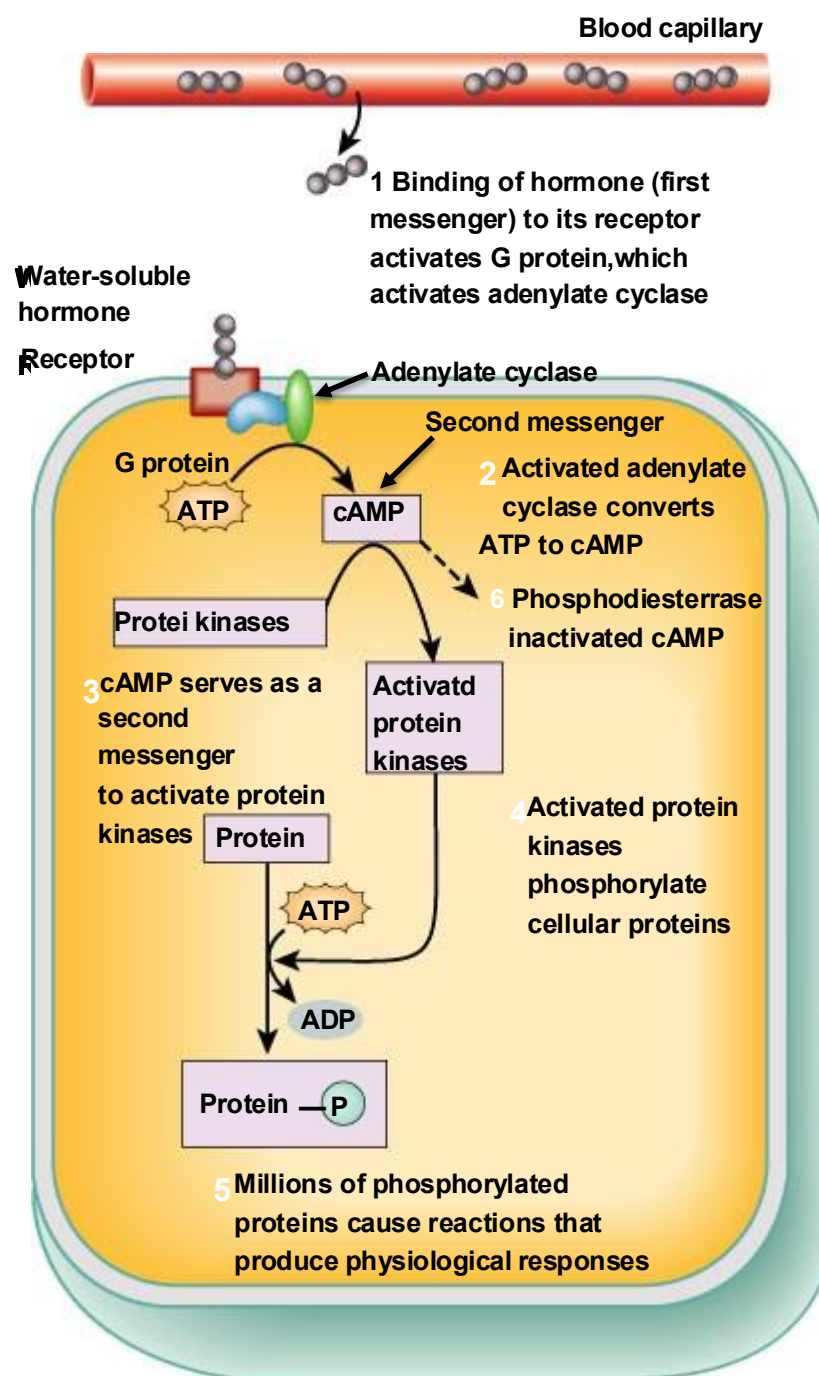 Blood capillary
1 Binding of hormone (first
messenger) to its receptor
activates G protein,which
activates adenylate cyclase
Water-soluble
hormone
Receptor
Adenylate cyclase
Second messenger
G protein
ATP
cAMP
2 Activated adenylate
cyclase converts
ATP to cAMP
6 Phosphodiesterrase
inactivated cAMP
Protei kinases
3 cAMP serves as a
second
messenger
to activate protein
kinases
Activatd
protein
kinases
4 Activated protein
kinases
phosphorylate
cellular proteins
Protein
ATP
ADP
Protein P
5 Millions of phosphorylated
proteins cause reactions that
produce physiological responses